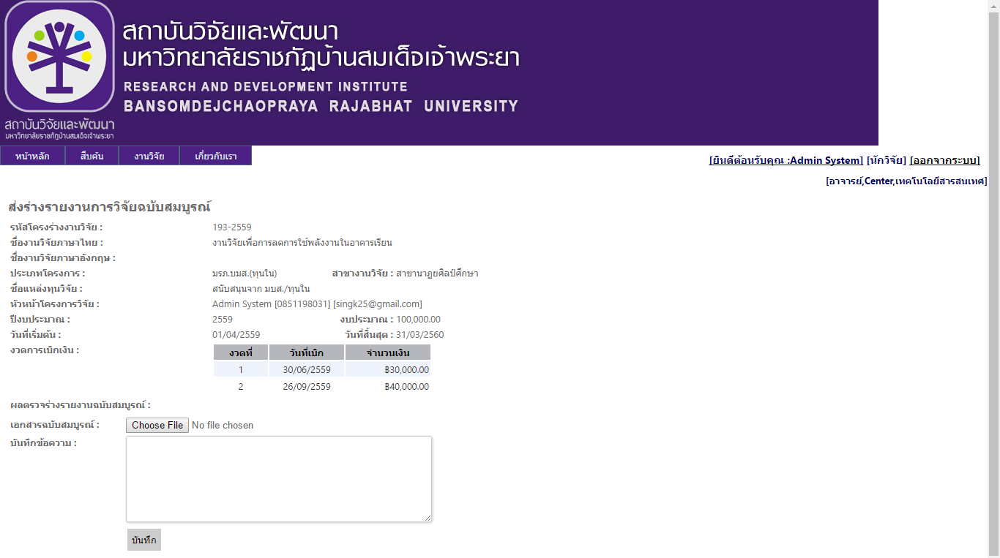 สถาบันวิจัยและพัฒนา
มหาวิทยาลัยราชภัฏบ้านสมเด็จเจ้าพระยา
RESEARCH AND DEVELOPMENT INSTITUTE
BANSOMDEJCHAOPRAYA RAJABHAT UNIVERSITY
สถาบันวิจัยและพัฒนา
มหาวิทยาลัยราชภัฏบ้านสมเด็จเจ้าพระยา
หน้าหลัก สืบค้น งานวิจัย เกี่ยวกับเรา
[ยินดีต้อนรับคุณ :Admin System] [นักวิจัย] [ออกจากระบบ]
[อาจารย์,Center,เทคโนโลยีสารสนเทศ]
ส่งร่างรายงานการวิจัยฉบับสมบูรณ์
รหัสโครงร่างงานวิจัย : 193-2559
ชื่องานวิจัยภาษาไทย : งานวิจัยเพื่อการลดการใช้พลังงานในอาคารเรียน
ชื่องานวิจัยภาษาอังกฤษ :
ประเภทโครงการ : มรภ.บมส.(ทุนใน) สาขางานวิจัย : สาขานาฏยศิลป์ศึกษา
ชื่อแหล่งทุนวิจัย : สนับสนุนจาก มบส./ทุนใน
หัวหน้าโครงการวิจัย : Admin System [0851198031] [singk25@gmail.com]
ปีงบประมาณ : 2559 งบประมาณ : 100,000.00
วันที่เริ่มต้น : 01/04/2559 วันที่สิ้นสุด : 31/03/2560
งวดการเบิกเงิน : งวดที่ วันที่เบิก จำนวนเงิน
1 30/06/2559 ฿30,000.00
2 26/09/2559 ฿40,000.00
ผลตรวจร่างรายงานฉบับสมบูรณ์ :
เอกสารฉบับสมบูรณ์ : Choose File No file chosen
บันทึกข้อความ :
บันทึก